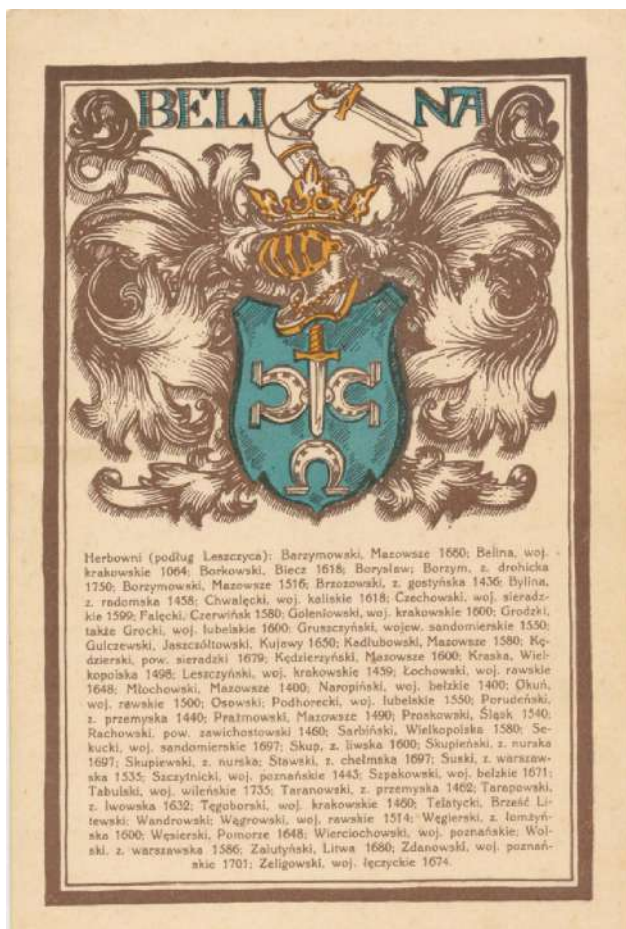 BELINA
Herbowni (podług Leszczyca): Barzymowski, Mazowsze 1660; Belina, woj.
krakowskie 1064; Borkowski, Biecz 1618; Borysław; Borzym, z. drohicka
1750; Borzymowski, Mazowsze 1516; Brzozowski, z. gostyńska 1436; Bylina,
z. radomska 1458; Chwalęcki, woj. kaliskie 1618; Czechowski, woj. sieradz-
kie 1599; Falęcki, Czerwińsk 1580; Goleniowski, woj. krakowskie 1600; Grodzki,
także Grocki, woj. lubelskie 1600; Gruszczyński, wojew. sandomierskie 1550;
Gulczewski, Jaszczółtowski, Kujawy 1650; Kadłubowski, Mazowsze 1580; Kę-
dzierski, pow. sieradzki 1679; Kędzierzyński, Mazowsze 1600; Kraska, Wiel-
kopolska 1498; Leszczyński, woj. krakowskie 1459; Łochowski, woj. rawskie
1648; Młochowski, Mazowsze 1400; Naropiński, woj. bełzkie 1400; Okuń,
woj. rawskie 1500; Osowski; Podhorecki, woj. lubelskie 1550; Porudeński,
z. przemyska 1440; Prażmowski, Mazowsze 1490; Proskowski, Śląsk 1540;
Rachowski, pow. zawichostowski 1460; Sarbiński, Wielkopolska 1580; Se-
kucki, woj. sandomierskie 1697; Skup, z. liwska 1600; Skupieński, z. nurska
1697; Skupiewski, z. nurska; Stawski, z. chełmska 1697; Suski, z. warszaw-
ska 1535; Szczytnicki, woj. poznańskie 1443; Szpakowski, woj. bełzkie 1671;
Tabulski, woj. wileńskie 1735; Taranowski, z. przemyska 1462; Tarapowski,
z. lwowska 1632; Tęgoborski, woj. krakowskie 1460; Telatycki, Brześć Li-
tewski; Wandrowski; Wągrowski, woj. rawskie 1514; Węgierski, z. łomżyń-
ska 1600; Węsierski, Pomorze 1648; Wierciochowski, woj. poznańskie; Wol-
ski, z. warszawska 1586; Zalutyński, Litwa 1680; Zdanowski, woj. poznań-
skie 1701; Zeligowski, woj. łęczyckie 1674.